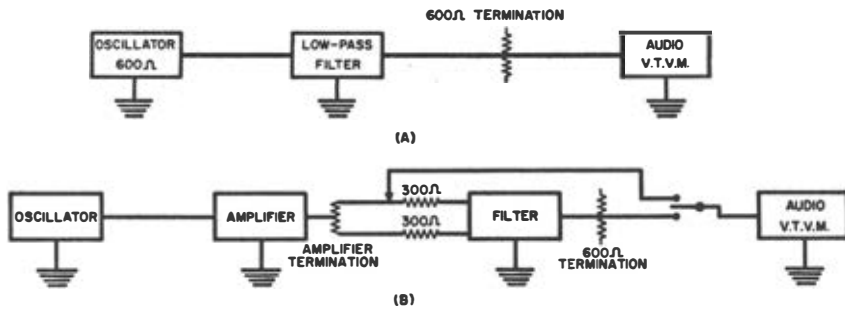 600Ω TERMINATION
OSCILLATOR
600Ω
LOW-PASS
FILTER
AUDIO
V.T.V.M.
(A)
OSCILLATOR
AMPLIFIER
300Ω
300Ω
AMPLIFIER
TERMINATION
FILTER
600Ω
TERMINATION
AUDIO
V.T.V.M.
(B)